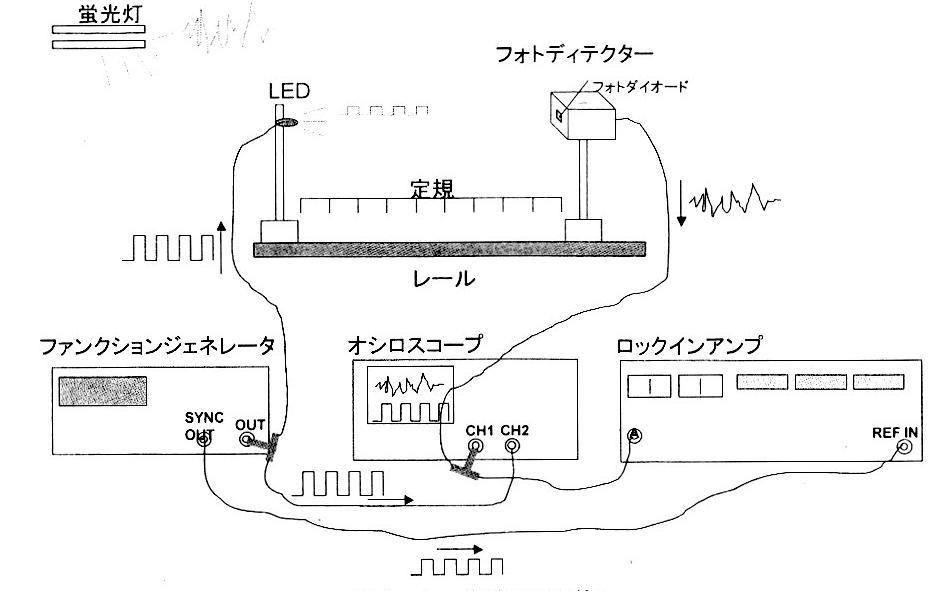 蛍光灯
フォトディテクター
フォトダイオード
LED
定規
レール
ファンクションジェネレータ
オシロスコープ
ロックインアンプ
SYNC
OUT
OUT
CH1 CH2
A
REF IN